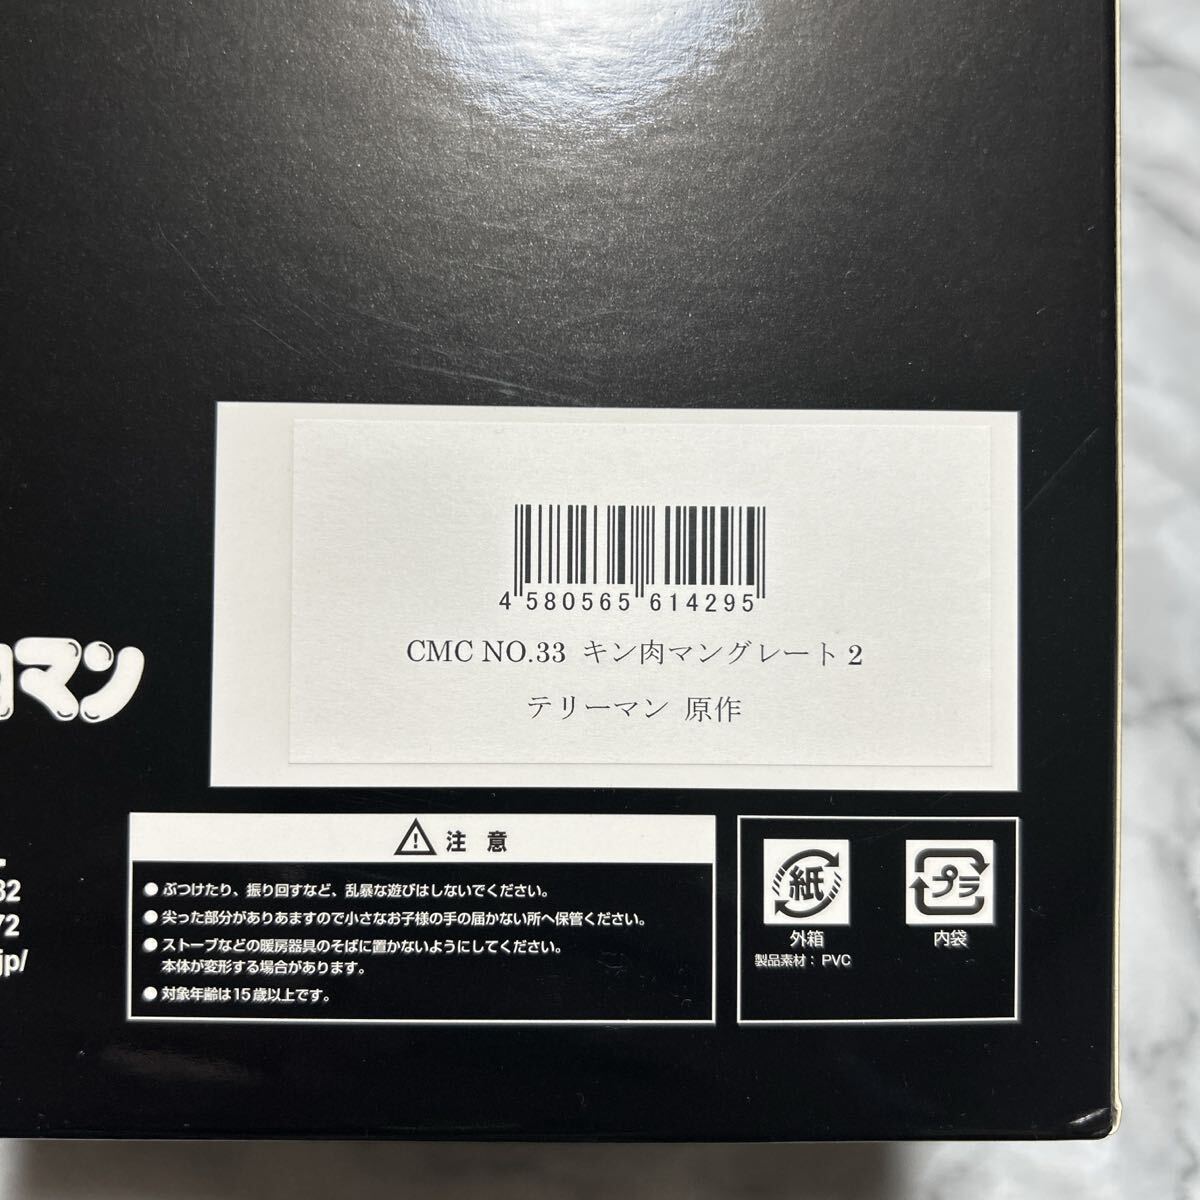 4 580565 614295
CMC NO.33 キン肉マングレート2
テリーマン 原作
肉マン
32
72
jp/
注意
●ぶつけたり、振り回すなど、乱暴な遊びはしないでください。
●尖った部分がありあますので小さなお子様の手の届かない所へ保管ください。
●ストーブなどの暖房器具のそばに置かないようにしてください。
本体が変形する場合があります。
●対象年齢は15歳以上です。
紙
外箱
プラ
内袋
製品素材：PVC